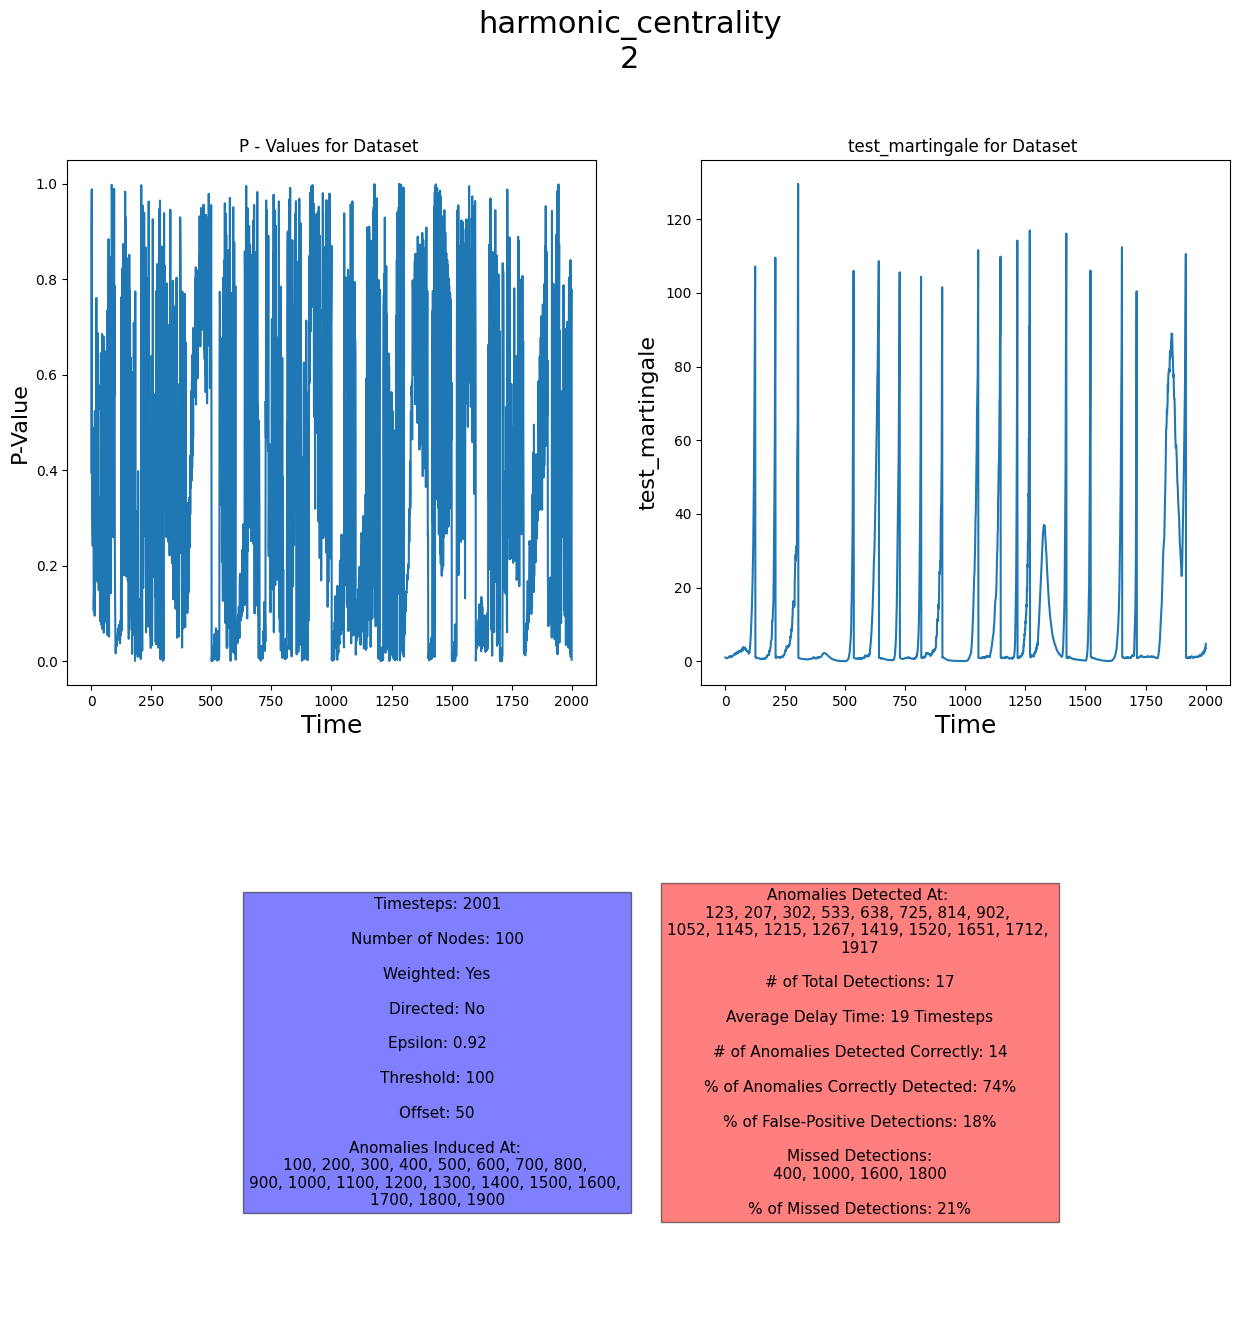 harmonic_centrality
2
P - Values for Dataset
1.0
0.8
0.6
0.4
0.2
0.0
P-Value
0 250 500 750 1000 1250 1500 1750 2000
Time
test_martingale for Dataset
120
100
80
60
40
20
0
test_martingale
0 250 500 750 1000 1250 1500 1750 2000
Time
Timesteps: 2001
Number of Nodes: 100
Weighted: Yes
Directed: No
Epsilon: 0.92
Threshold: 100
Offset: 50
Anomalies Induced At:
100, 200, 300, 400, 500, 600, 700, 800,
900, 1000, 1100, 1200, 1300, 1400, 1500, 1600,
1700, 1800, 1900
Anomalies Detected At:
123, 207, 302, 533, 638, 725, 814, 902,
1052, 1145, 1215, 1267, 1419, 1520, 1651, 1712,
1917
# of Total Detections: 17
Average Delay Time: 19 Timesteps
# of Anomalies Detected Correctly: 14
% of Anomalies Correctly Detected: 74%
% of False-Positive Detections: 18%
Missed Detections:
400, 1000, 1600, 1800
% of Missed Detections: 21%